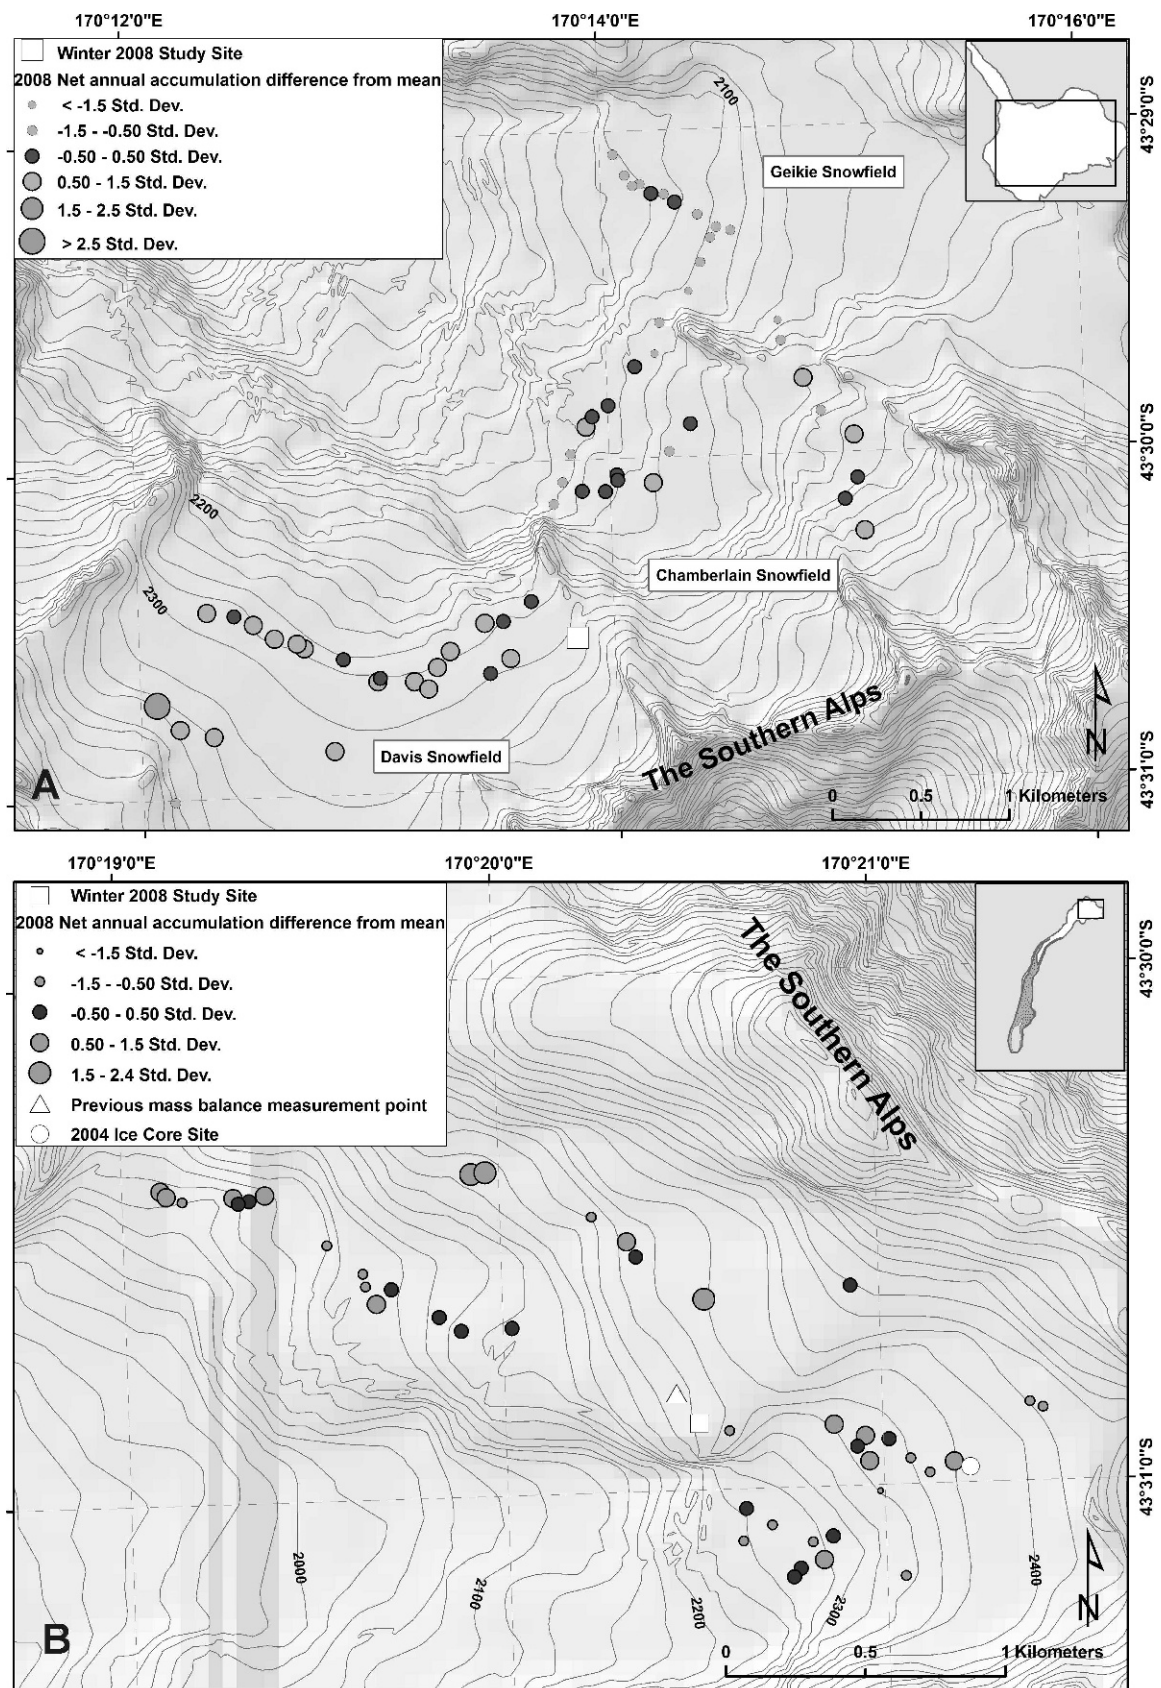 170°12'0"E
170°14'0"E
170°16'0"E
Winter 2008 Study Site
2008 Net annual accumulation difference from mean
< -1.5 Std. Dev.
-1.5 - -0.50 Std. Dev.
-0.50 - 0.50 Std. Dev.
0.50 - 1.5 Std. Dev.
1.5 - 2.5 Std. Dev.
> 2.5 Std. Dev.
2100
Geikie Snowfield
43°29'0"S
43°30'0"S
2200
2300
Chamberlain Snowfield
Davis Snowfield
The Southern Alps
N
43°31'0"S
A
0 0.5 1 Kilometers
170°19'0"E
170°20'0"E
170°21'0"E
Winter 2008 Study Site
2008 Net annual accumulation difference from mean
< -1.5 Std. Dev.
-1.5 - -0.50 Std. Dev.
-0.50 - 0.50 Std. Dev.
0.50 - 1.5 Std. Dev.
1.5 - 2.4 Std. Dev.
Previous mass balance measurement point
2004 Ice Core Site
The Southern Alps
43°30'0"S
43°31'0"S
2000
2100
2200
2300
2400
N
B
0 0.5 1 Kilometers